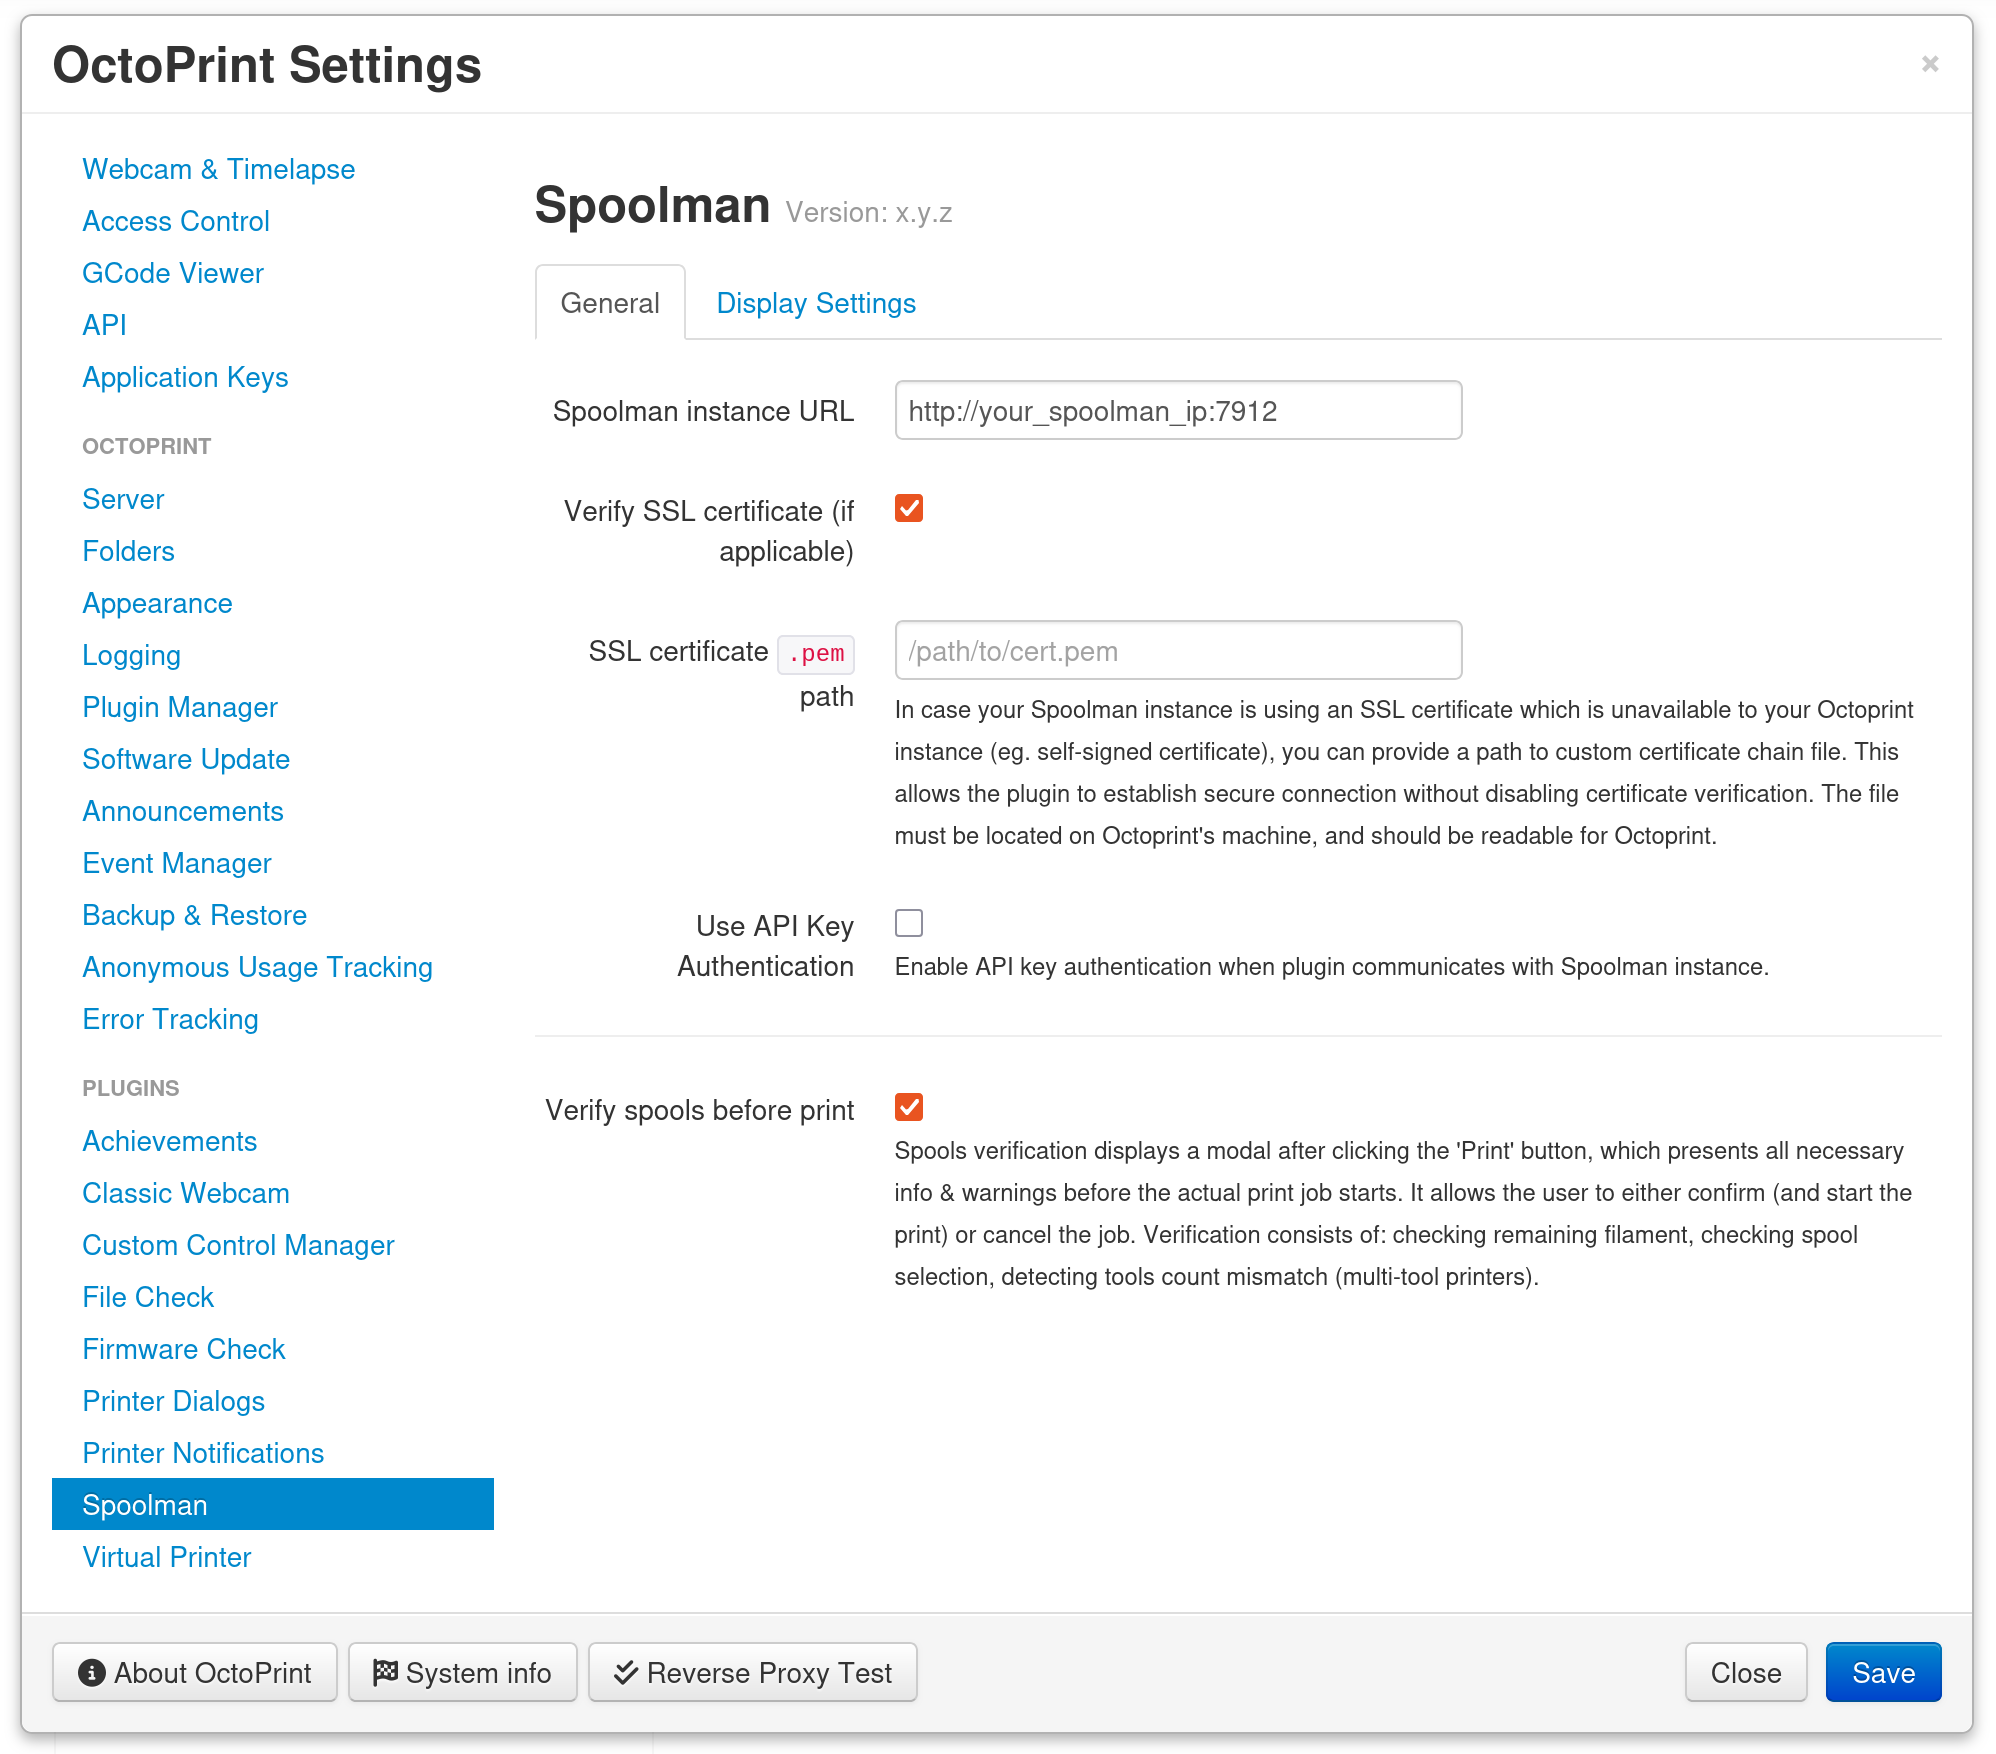 OctoPrint Settings
×
Webcam & Timelapse
Access Control
GCode Viewer
API
Application Keys
OCTOPRINT
Server
Folders
Appearance
Logging
Plugin Manager
Software Update
Announcements
Event Manager
Backup & Restore
Anonymous Usage Tracking
Error Tracking
PLUGINS
Achievements
Classic Webcam
Custom Control Manager
File Check
Firmware Check
Printer Dialogs
Printer Notifications
Spoolman
Virtual Printer
Spoolman Version: x.y.z
General Display Settings
Spoolman instance URL http://your_spoolman_ip:7912
Verify SSL certificate (if
applicable)
SSL certificate .pem
path
/path/to/cert.pem
In case your Spoolman instance is using an SSL certificate which is unavailable to your Octoprint
instance (eg. self-signed certificate), you can provide a path to custom certificate chain file. This
allows the plugin to establish secure connection without disabling certificate verification. The file
must be located on Octoprint's machine, and should be readable for Octoprint.
Use API Key
Authentication
Enable API key authentication when plugin communicates with Spoolman instance.
Verify spools before print
Spools verification displays a modal after clicking the 'Print' button, which presents all necessary
info & warnings before the actual print job starts. It allows the user to either confirm (and start the
print) or cancel the job. Verification consists of: checking remaining filament, checking spool
selection, detecting tools count mismatch (multi-tool printers).
About OctoPrint System info Reverse Proxy Test Close Save